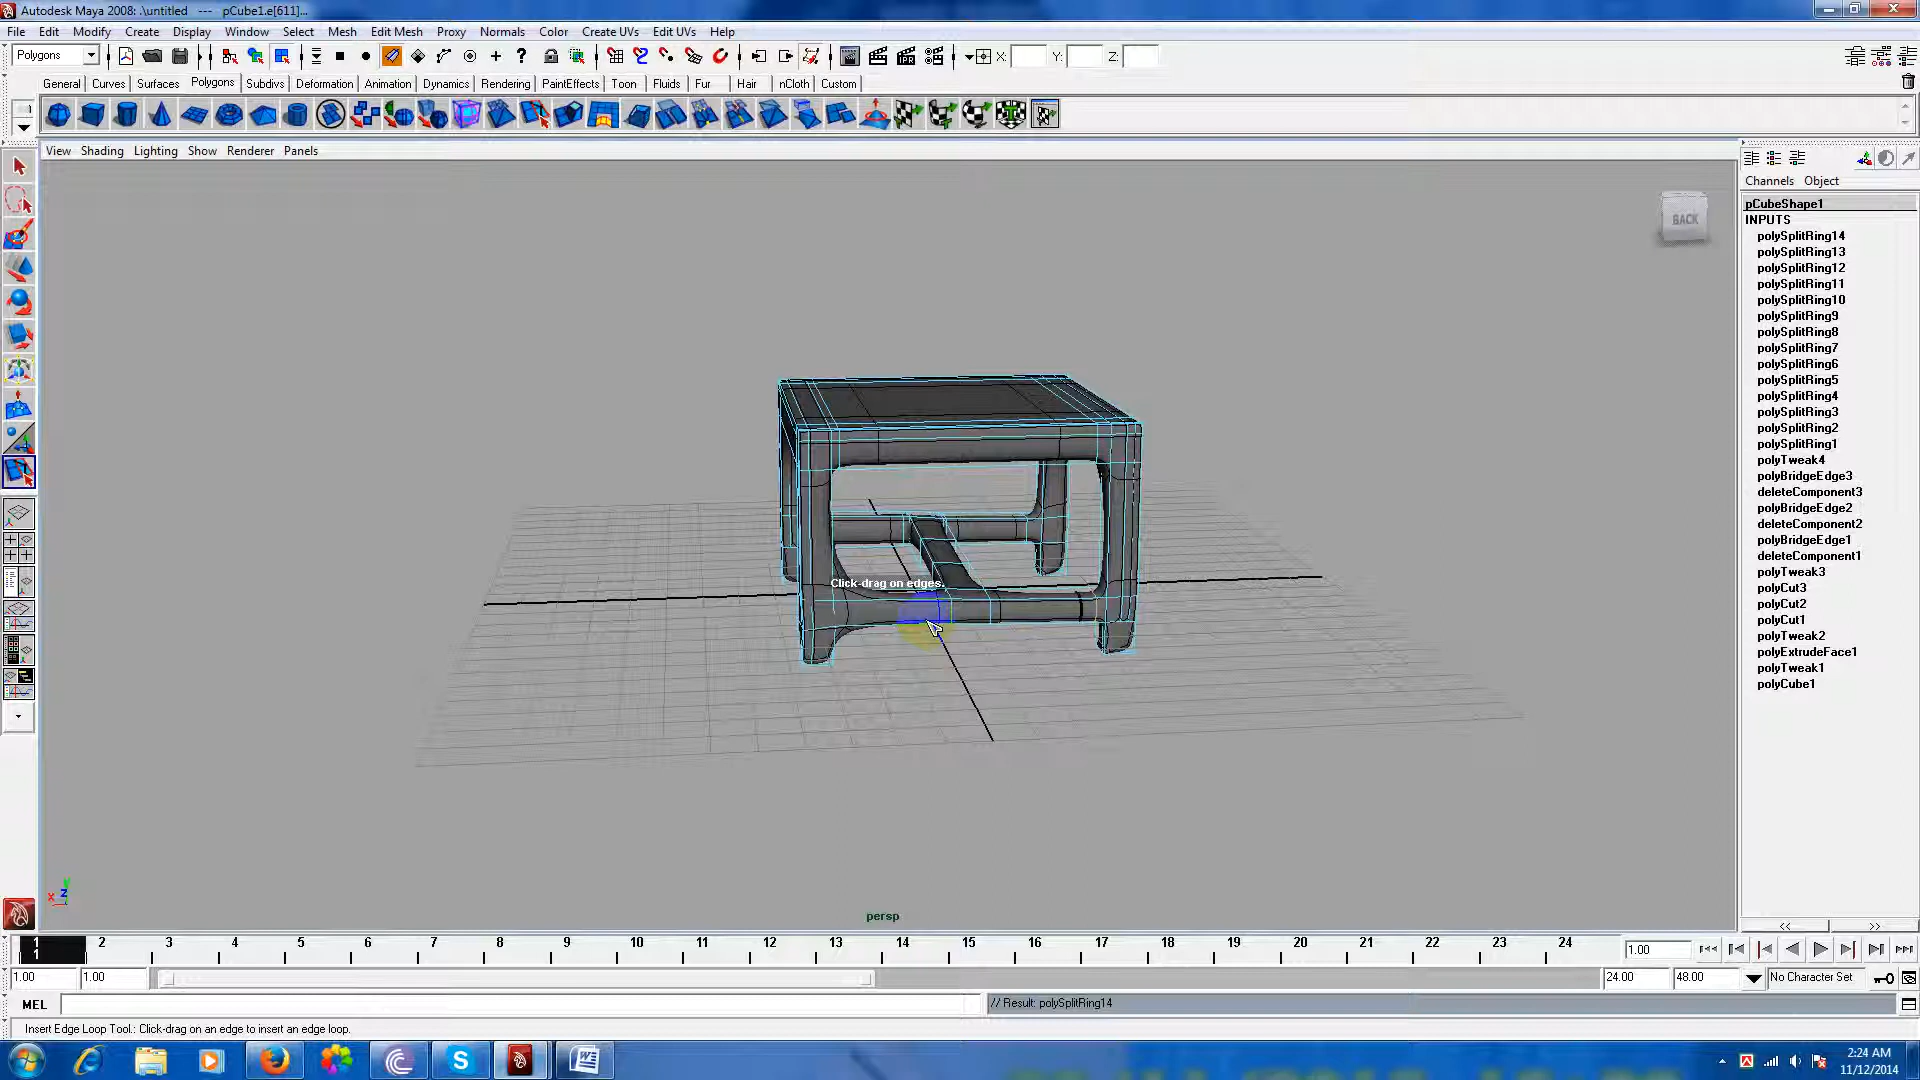 Autodesk Maya 2008: .\untitled --- pCube1.e[611]...
File Edit Modify Create Display Window Select Mesh Edit Mesh Proxy Normals Color Create UVs Edit UVs Help
Polygons X: Y: Z:
General Curves Surfaces Polygons Subdivs Deformation Animation Dynamics Rendering PaintEffects Toon Fluids Fur Hair nCloth Custom
View Shading Lighting Show Renderer Panels
Channels Object
pCubeShape1
INPUTS
polySplitRing14
polySplitRing13
polySplitRing12
polySplitRing11
polySplitRing10
polySplitRing9
polySplitRing8
polySplitRing7
polySplitRing6
polySplitRing5
polySplitRing4
polySplitRing3
polySplitRing2
polySplitRing1
polyTweak4
polyBridgeEdge3
deleteComponent3
polyBridgeEdge2
deleteComponent2
polyBridgeEdge1
deleteComponent1
polyTweak3
polyCut3
polyCut2
polyCut1
polyTweak2
polyExtrudeFace1
polyTweak1
polyCube1
BACK
Click-drag on edges.
y
x z
persp
1 2 3 4 5 6 7 8 9 10 11 12 13 14 15 16 17 18 19 20 21 22 23 24
1
1.00
1.00 1.00 24.00 48.00 No Character Set
MEL // Result: polySplitRing14
Insert Edge Loop Tool.: Click-drag on an edge to insert an edge loop.
2:24 AM
11/12/2014